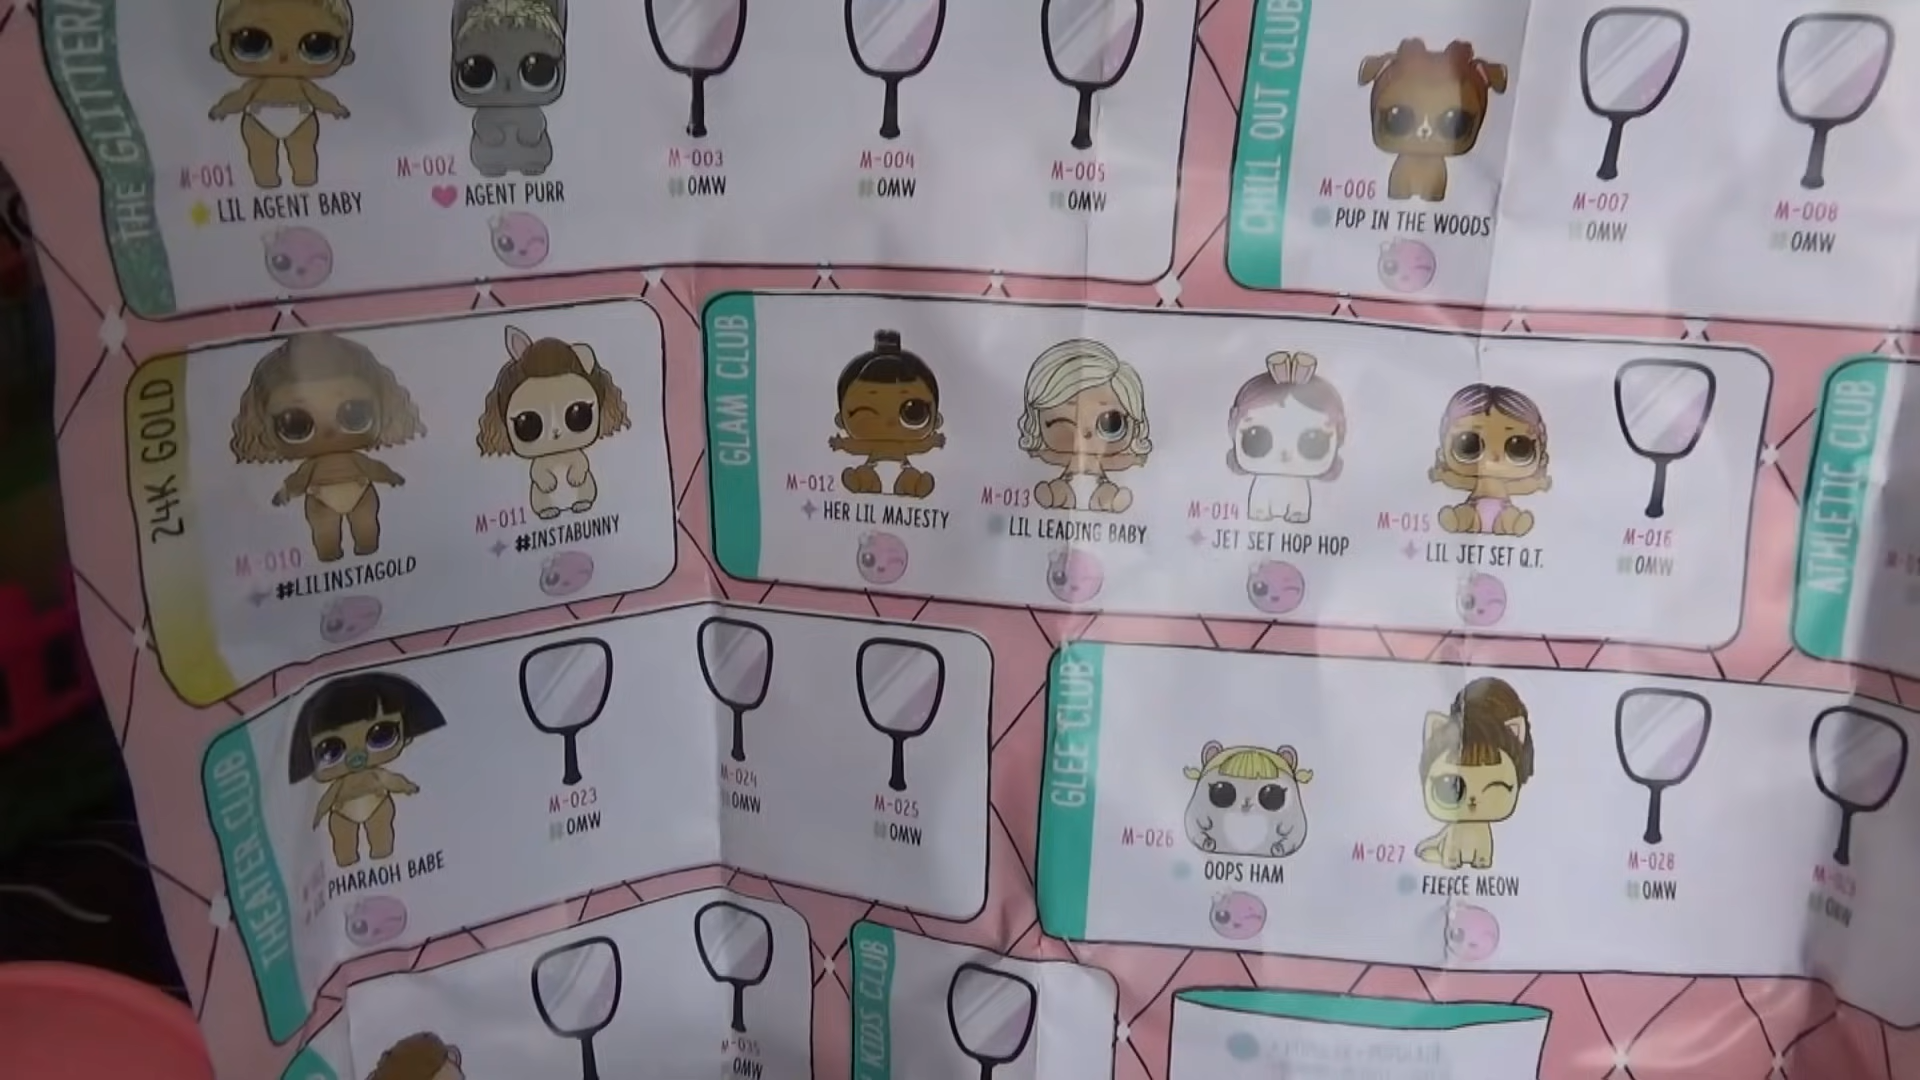 THE GLITTERA
M-001
LIL AGENT BABY
M-002
AGENT PURR
M-003
OMW
M-004
OMW
M-005
OMW
CHILL OUT CLUB
M-006
PUP IN THE WOODS
M-007
OMW
M-008
OMW
24K GOLD
M-010
#LILINSTAGOLD
M-011
#INSTABUNNY
GLAM CLUB
M-012
HER LIL MAJESTY
M-013
LIL LEADING BABY
M-014
JET SET HOP HOP
M-015
LIL JET SET Q.T.
M-016
OMW
ATHLETIC CLUB
THEATER CLUB
PHARAOH BABE
M-023
OMW
M-024
OMW
M-025
OMW
GLEE CLUB
M-026
OOPS HAM
M-027
FIERCE MEOW
M-028
OMW
OMW
M-035
OMW
KIDS CLUB